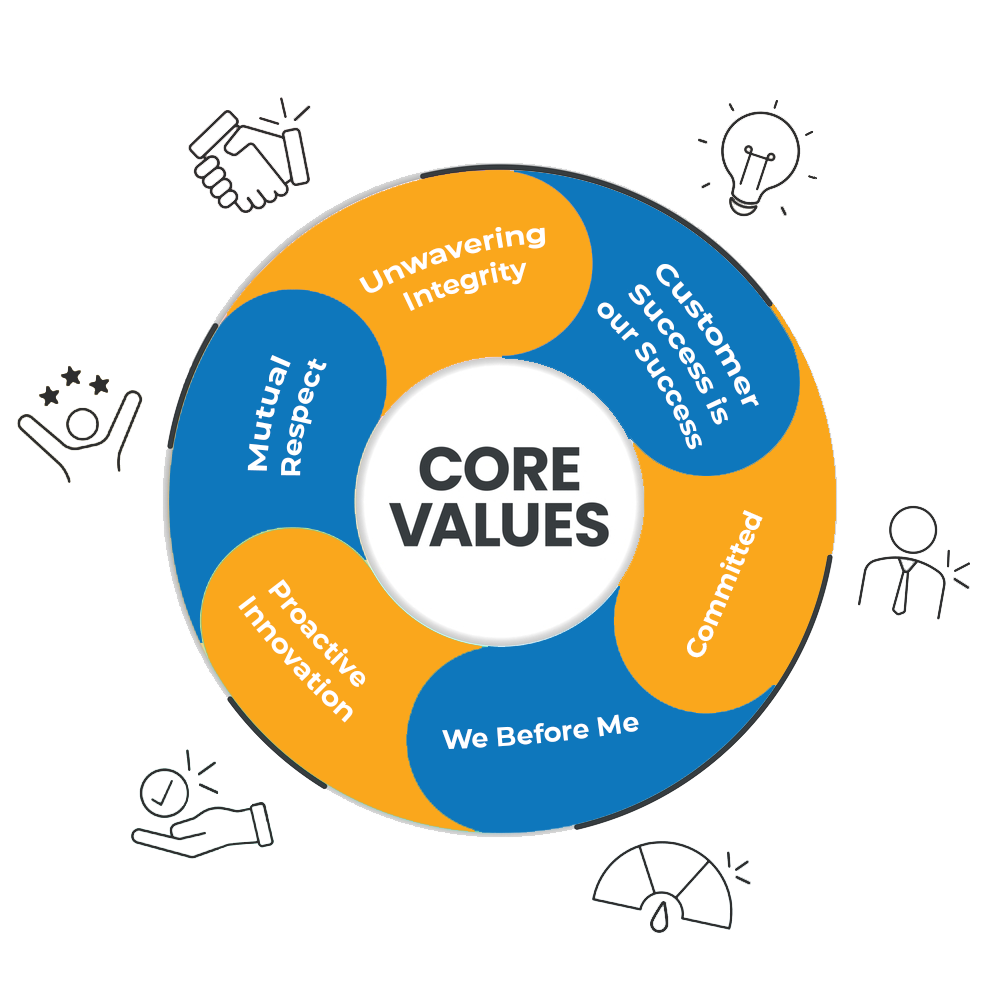 CORE
VALUES
Unwavering
Integrity
Customer
Success is
our Success
Committed
We Before Me
Proactive
Innovation
Mutual
Respect